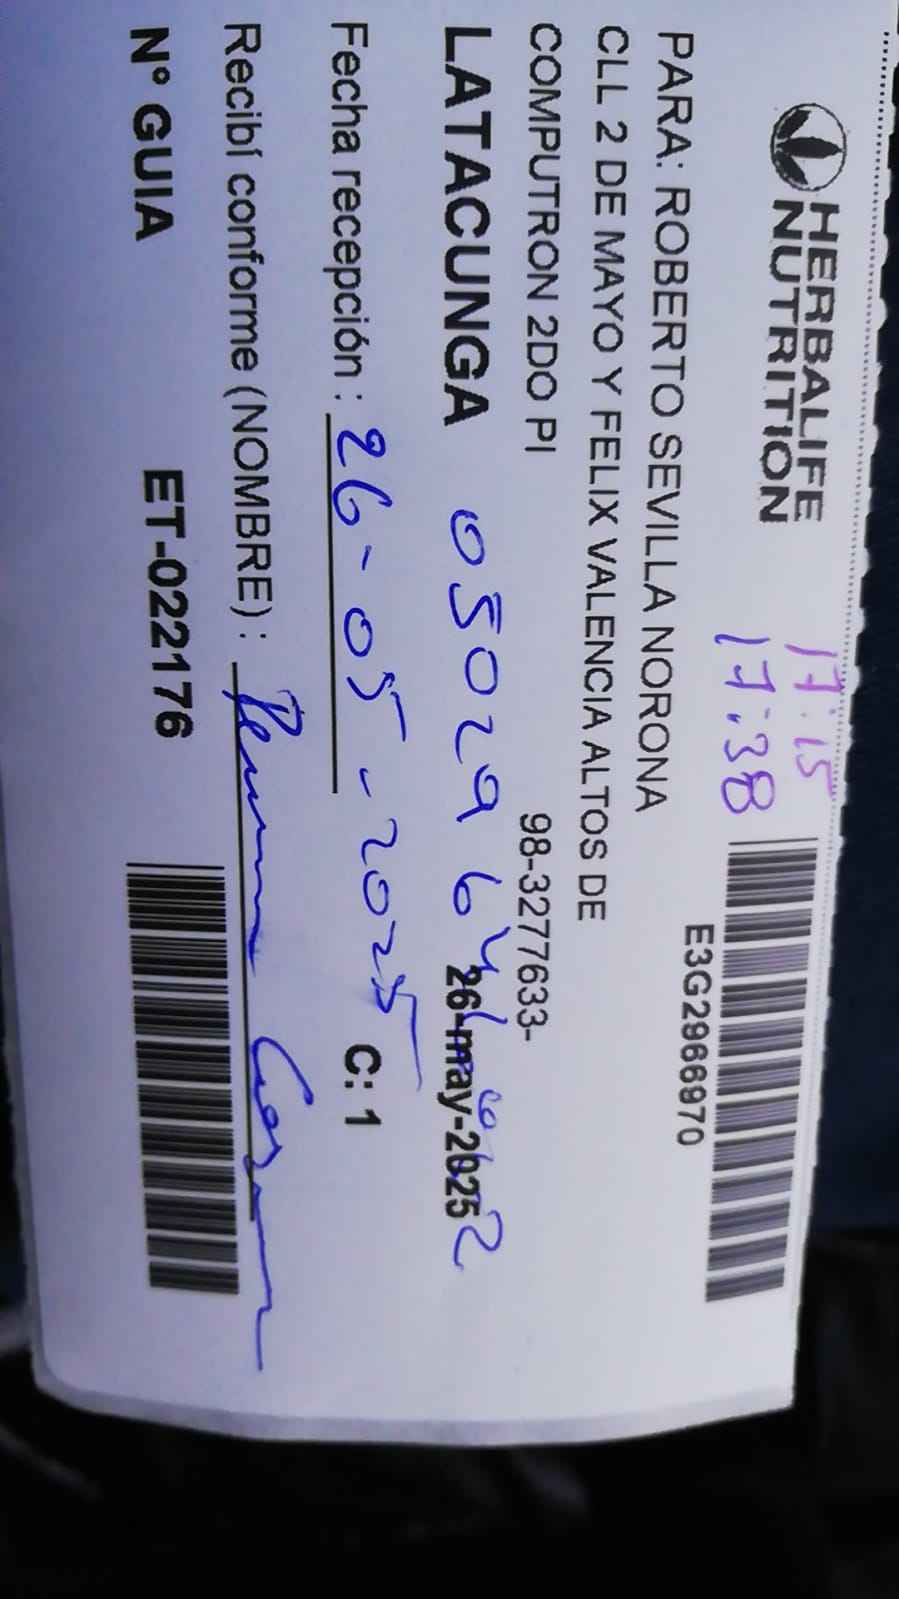 HERBALIFE
NUTRITION
17:15
17:38
E3G2966970
PARA: ROBERTO SEVILLA NORONA
CLL 2 DE MAYO Y FELIX VALENCIA ALTOS DE
COMPUTRON 2DO PI
98-3277633-
LATACUNGA
26-may-2025
Fecha recepción : 26-05-2025
C: 1
Recibí conforme (NOMBRE) :
N° GUIA
ET-022176